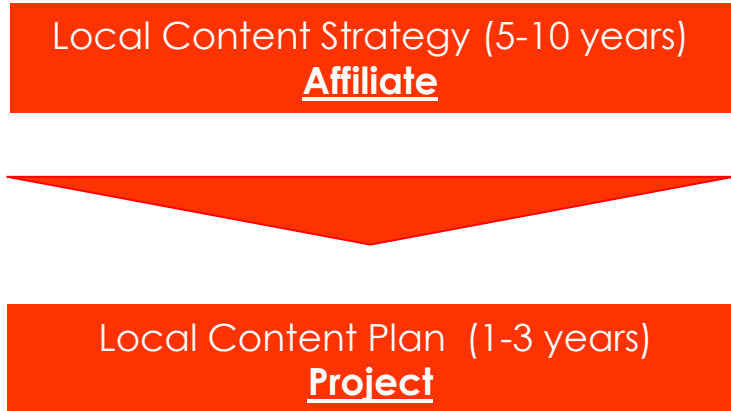 Local Content Strategy (5-10 years)
Affiliate
Local Content Plan (1-3 years)
Project